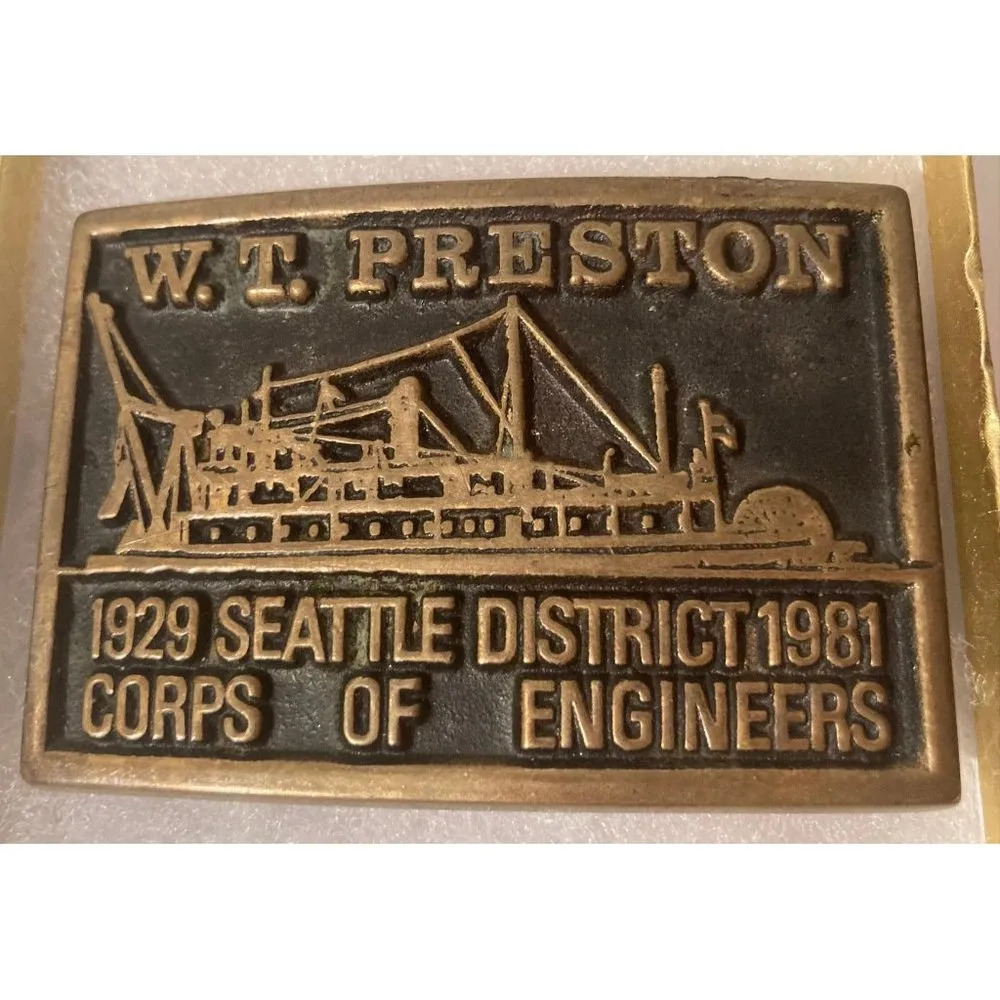 W. T. PRESTON
1929 SEATTLE DISTRICT 1981
CORPS OF ENGINEERS